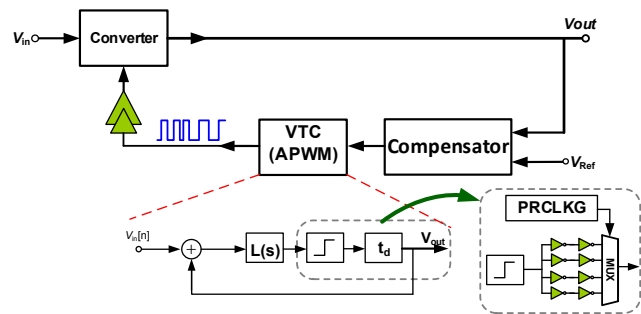 Vin
Converter
Vout
VTC
(APWM)
Compensator
VRef
Vin[n]
+
L(s)
td
Vout
PRCLKG
MUX